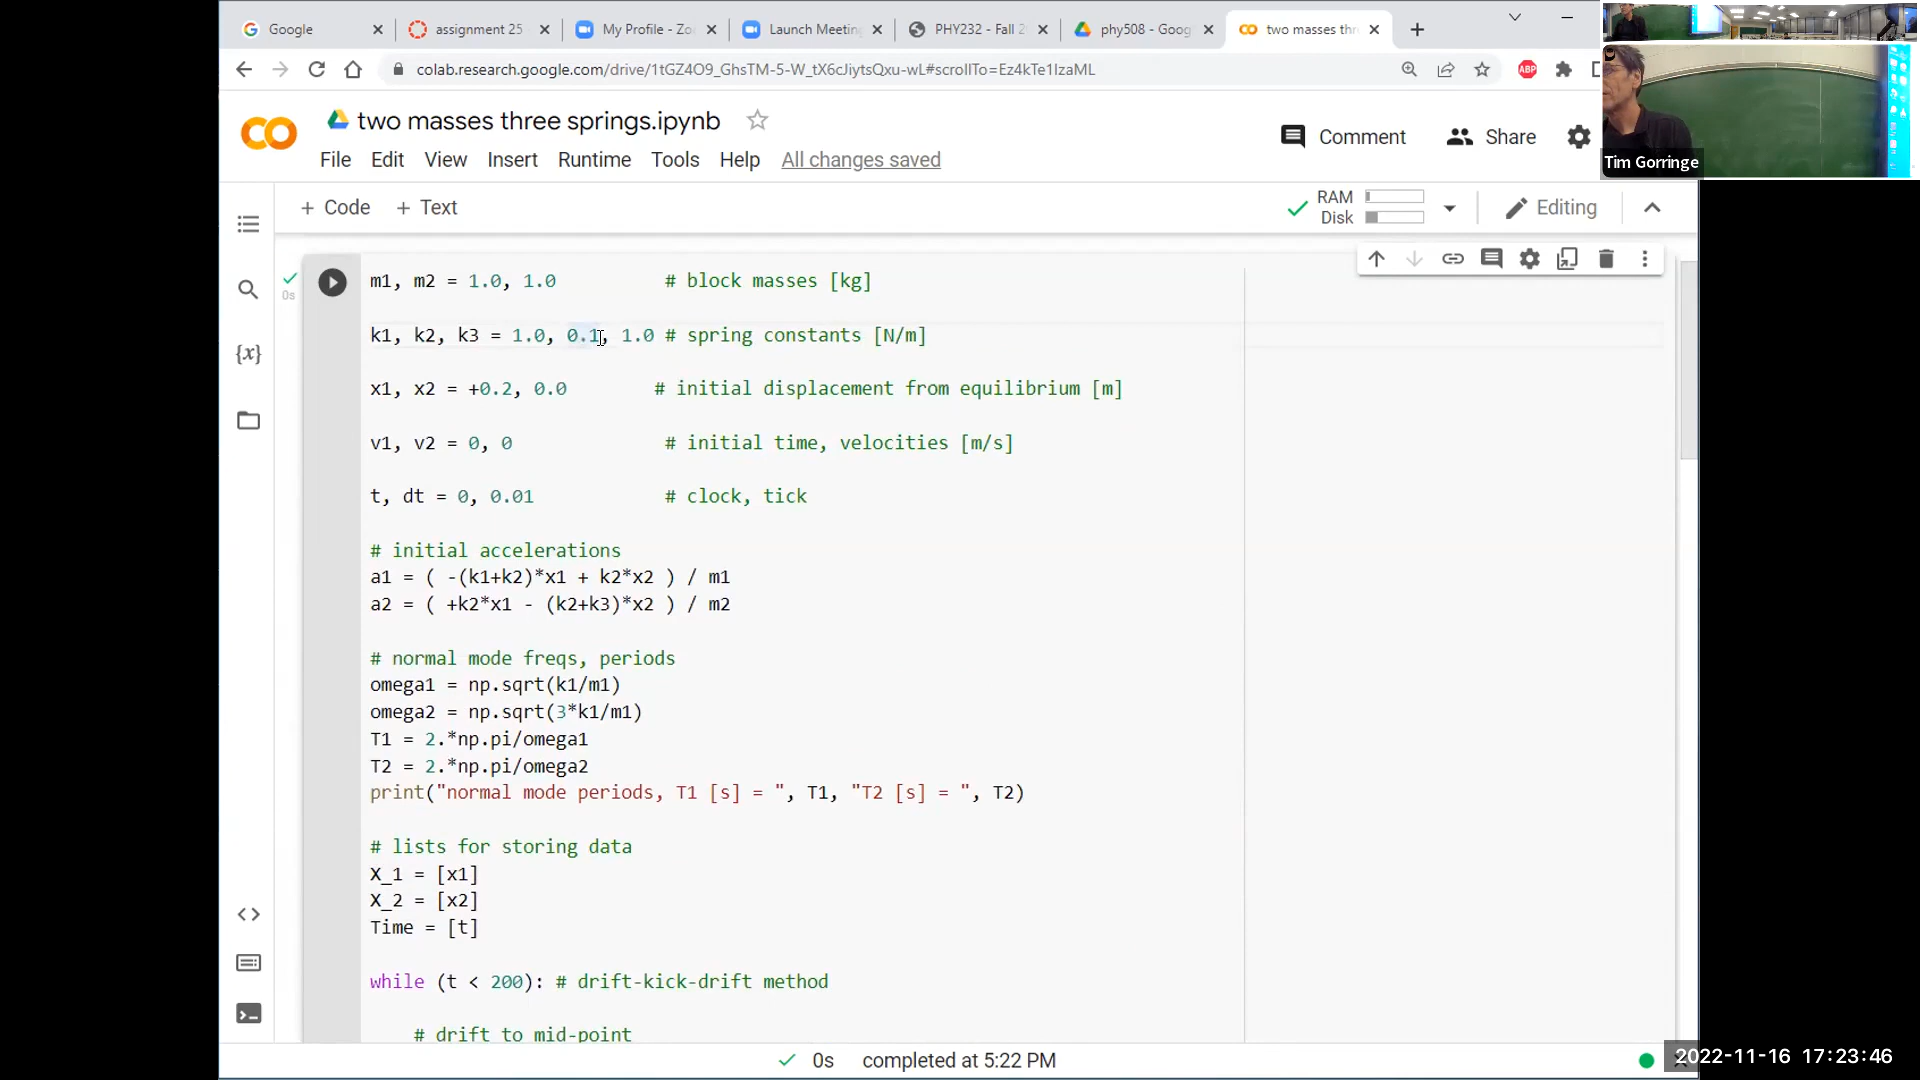 Google
assignment 25
My Profile - Zo
Launch Meetin
PHY232 - Fall 2
phy508 - Goog
two masses thr
colab.research.google.com/drive/1tGZ4O9_GhsTM-5-W_tX6cJiytsQxu-wL#scrollTo=Ez4kTe1IzaML
ABP
two masses three springs.ipynb
Comment
Share
Tim Gorringe
File Edit View Insert Runtime Tools Help All changes saved
+ Code + Text
RAM
Disk
Editing
m1, m2 = 1.0, 1.0 # block masses [kg]
0s
k1, k2, k3 = 1.0, 0.1, 1.0 # spring constants [N/m]
x1, x2 = +0.2, 0.0 # initial displacement from equilibrium [m]
v1, v2 = 0, 0 # initial time, velocities [m/s]
t, dt = 0, 0.01 # clock, tick
# initial accelerations
a1 = ( -(k1+k2)*x1 + k2*x2 ) / m1
a2 = ( +k2*x1 - (k2+k3)*x2 ) / m2
# normal mode freqs, periods
omega1 = np.sqrt(k1/m1)
omega2 = np.sqrt(3*k1/m1)
T1 = 2.*np.pi/omega1
T2 = 2.*np.pi/omega2
print("normal mode periods, T1 [s] = ", T1, "T2 [s] = ", T2)
# lists for storing data
X_1 = [x1]
X_2 = [x2]
Time = [t]
while (t < 200): # drift-kick-drift method
# drift to mid-point
0s completed at 5:22 PM
2022-11-16 17:23:46